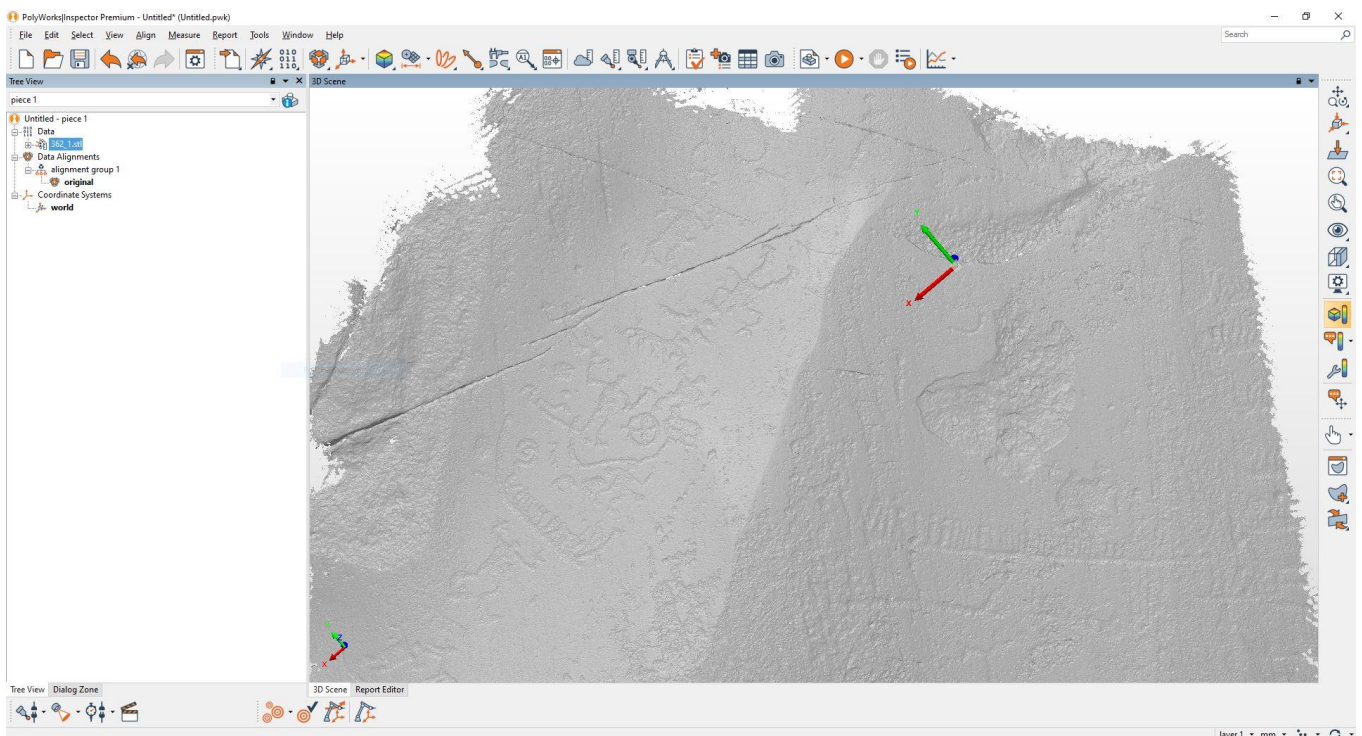 PolyWorks|Inspector Premium - Untitled* (Untitled.pwk)
File Edit Select View Align Measure Report Tools Window Help
Search
Tree View
3D Scene
piece 1
Untitled - piece 1
Data
362_1.stl
Data Alignments
alignment group 1
original
Coordinate Systems
world
Y
X
Z
X
Tree View Dialog Zone
3D Scene Report Editor
layer 1 mm